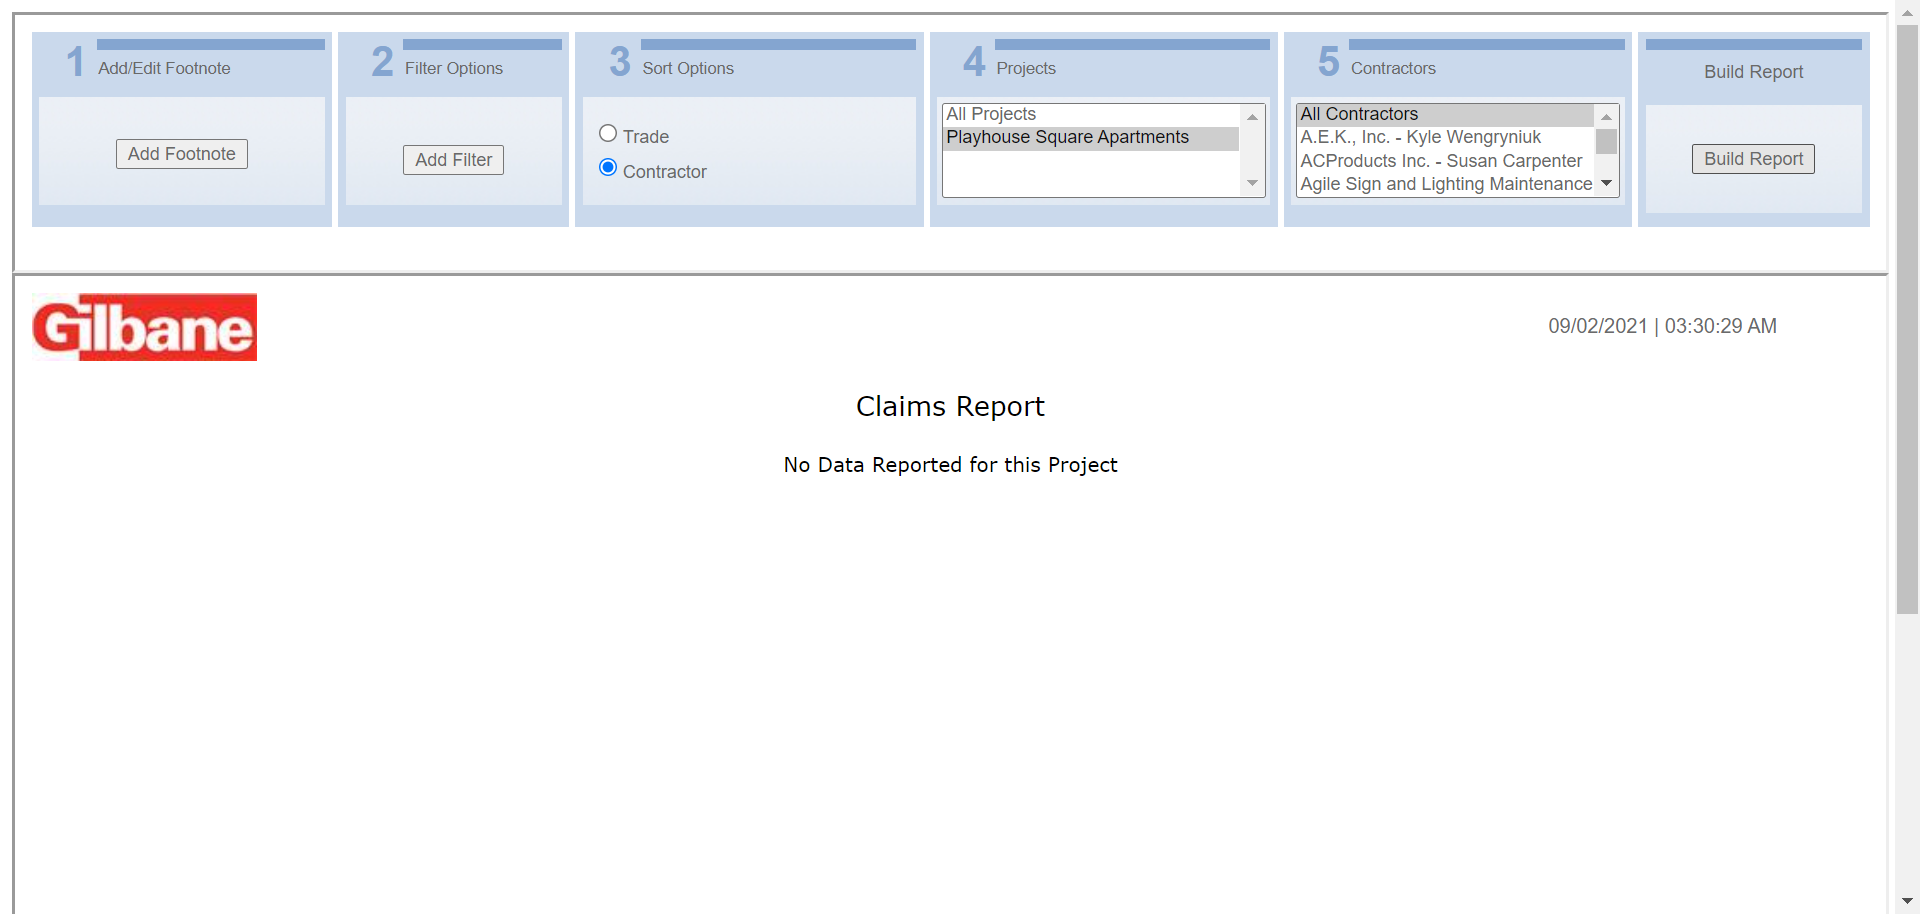 1 Add/Edit Footnote
Add Footnote
2 Filter Options
Add Filter
3 Sort Options
Trade
Contractor
4 Projects
All Projects
Playhouse Square Apartments
5 Contractors
All Contractors
A.E.K., Inc. - Kyle Wengryniuk
ACProducts Inc. - Susan Carpenter
Agile Sign and Lighting Maintenance
Build Report
Build Report
Gilbane
09/02/2021 | 03:30:29 AM
Claims Report
No Data Reported for this Project